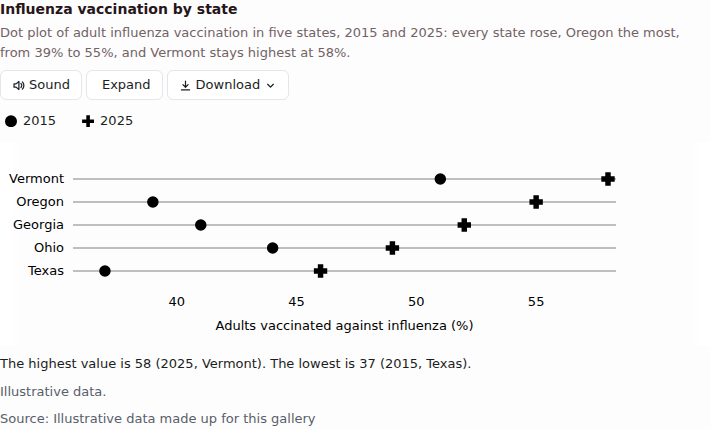 Influenza vaccination by state
Dot plot of adult influenza vaccination in five states, 2015 and 2025: every state rose, Oregon the most,
from 39% to 55%, and Vermont stays highest at 58%.
Sound Expand Download
2015 2025
Vermont
Oregon
Georgia
Ohio
Texas
40 45 50 55
Adults vaccinated against influenza (%)
The highest value is 58 (2025, Vermont). The lowest is 37 (2015, Texas).
Illustrative data.
Source: Illustrative data made up for this gallery